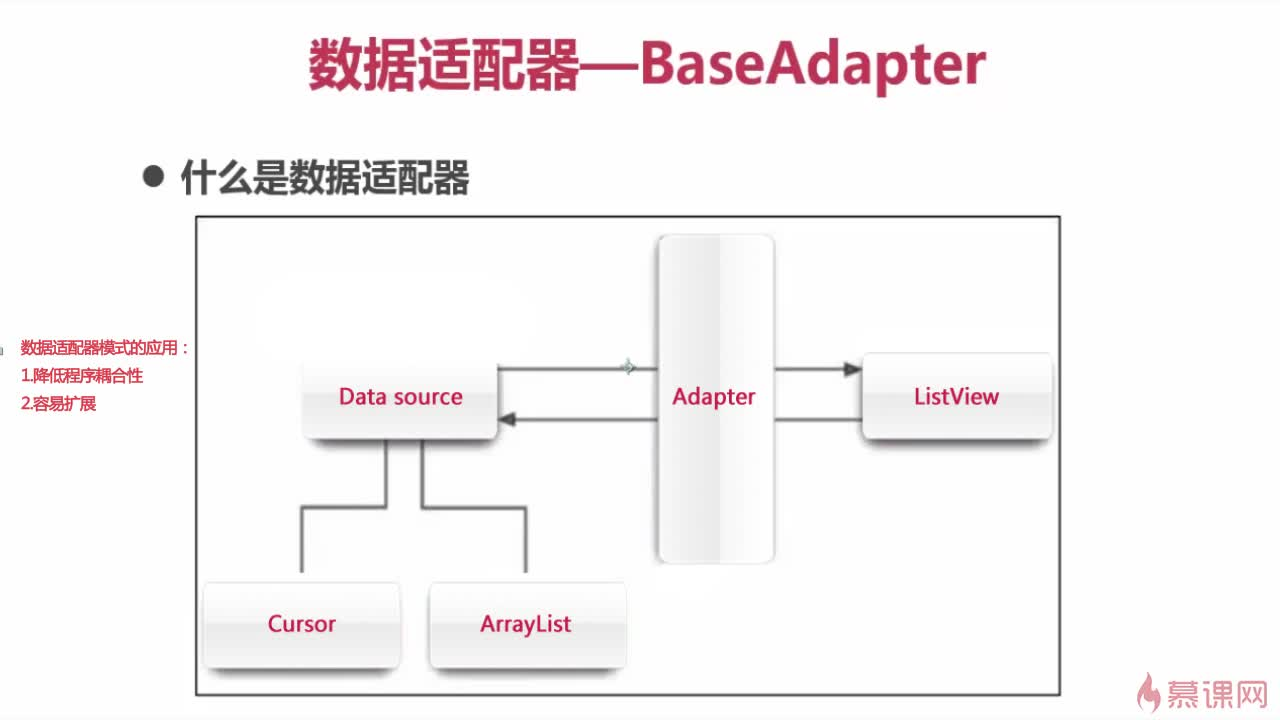 数据适配器—BaseAdapter
什么是数据适配器
数据适配器模式的应用：
1.降低程序耦合性
2.容易扩展
Data source
Adapter
ListView
Cursor
ArrayList
慕课网